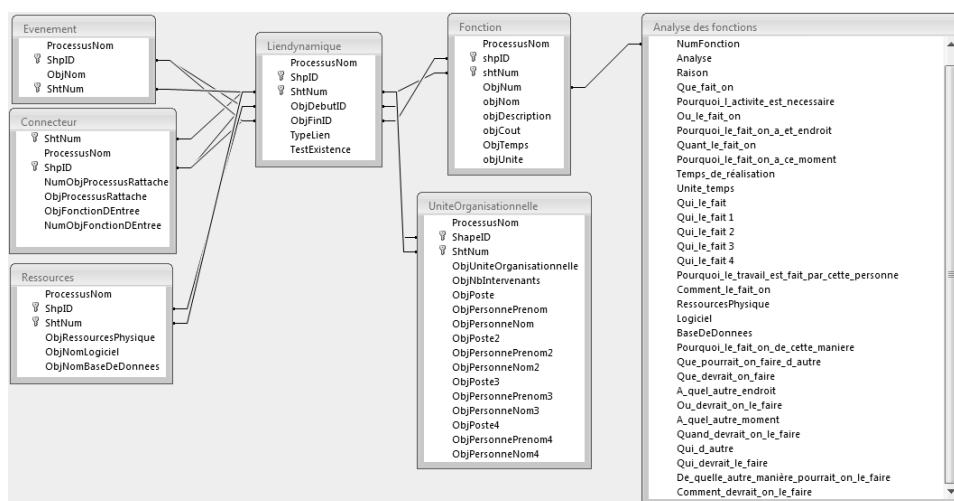 Evenement
ProcessusNom
ShpID
ObjNom
ShtNum
Connecteur
ShtNum
ProcessusNom
ShpID
NumObjProcessusRattache
ObjProcessusRattache
ObjFonctionDEntree
NumObjFonctionDEntree
Ressources
ProcessusNom
ShpID
ShtNum
ObjRessourcesPhysique
ObjNomLogiciel
ObjNomBaseDeDonnees
Liendynamique
ProcessusNom
ShpID
ShtNum
ObjDebutID
ObjFinID
TypeLien
TestExistence
Fonction
ProcessusNom
shpID
shtNum
ObjNum
objNom
objDescription
objCout
ObjTemps
objUnite
UniteOrganisationnelle
ProcessusNom
ShapeID
ShtNum
ObjUniteOrganisationnelle
ObjNbIntervenants
ObjPoste
ObjPersonnePrenom
ObjPersonneNom
ObjPoste2
ObjPersonnePrenom2
ObjPersonneNom2
ObjPoste3
ObjPersonnePrenom3
ObjPersonneNom3
ObjPoste4
ObjPersonnePrenom4
ObjPersonneNom4
Analyse des fonctions
NumFonction
Analyse
Raison
Que_fait_on
Pourquoi_l_activite_est_necessaire
Ou_le_fait_on
Pourquoi_le_fait_on_a_et_endroit
Quant_le_fait_on
Pourquoi_le_fait_on_a_ce_moment
Temps_de_réalisation
Unite_temps
Qui_le_fait
Qui_le_fait 1
Qui_le_fait 2
Qui_le_fait 3
Qui_le_fait 4
Pourquoi_le_travail_est_fait_par_cette_personne
Comment_le_fait_on
RessourcesPhysique
Logiciel
BaseDeDonnees
Pourquoi_le_fait_on_de_cette_maniere
Que_pourrait_on_faire_d_autre
Que_devrait_on_faire
A_quel_autre_endroit
Ou_devrait_on_le_faire
A_quel_autre_moment
Quand_devrait_on_le_faire
Qui_d_autre
Qui_devrait_le_faire
De_quelle_autre_manière_pourrait_on_le_faire
Comment_devrait_on_le_faire